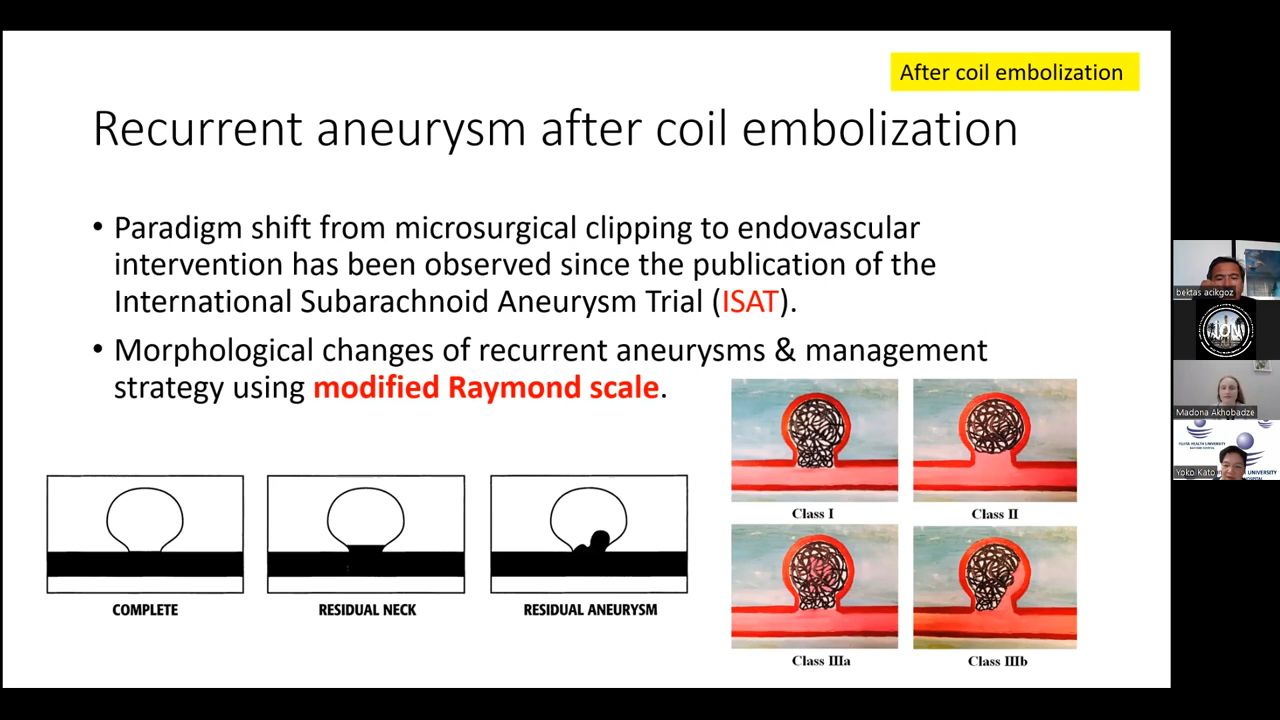 After coil embolization
Recurrent aneurysm after coil embolization
• Paradigm shift from microsurgical clipping to endovascular
intervention has been observed since the publication of the
International Subarachnoid Aneurysm Trial (ISAT).
• Morphological changes of recurrent aneurysms & management
strategy using modified Raymond scale.
COMPLETE
RESIDUAL NECK
RESIDUAL ANEURYSM
Class I
Class II
Class IIIa
Class IIIb
bektas acikgoz
Madona Akhobadze
Yoko Kato